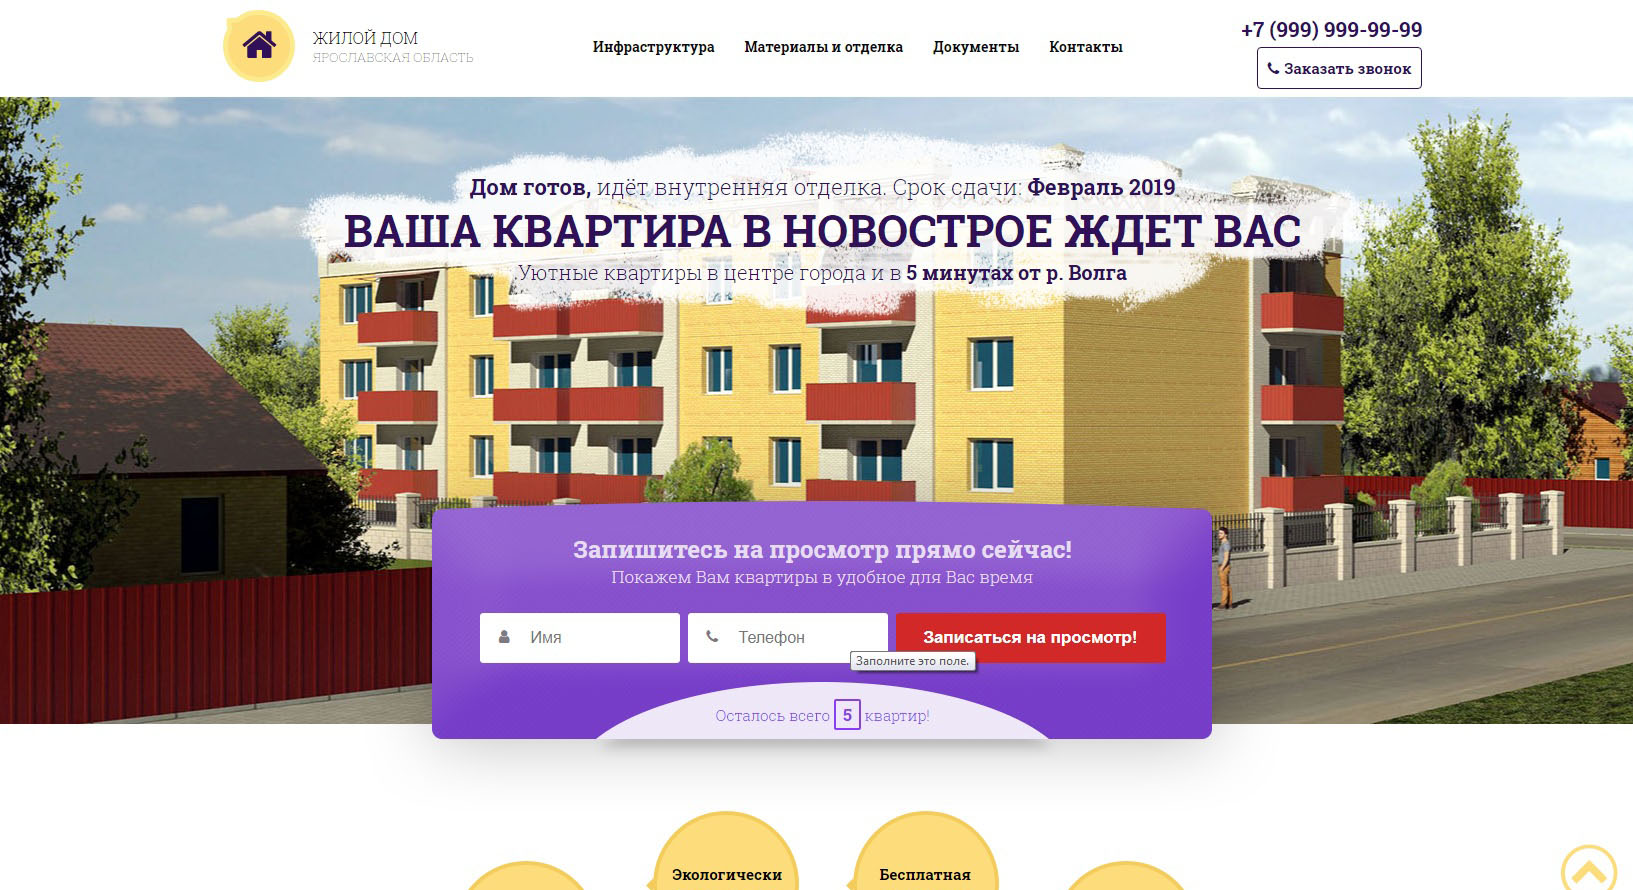 ЖИЛОЙ ДОМ
ЯРОСЛАВСКАЯ ОБЛАСТЬ
Инфраструктура
Материалы и отделка
Документы
Контакты
+7 (999) 999-99-99
Заказать звонок
Дом готов, идёт внутренняя отделка. Срок сдачи: Февраль 2019
ВАША КВАРТИРА В НОВОСТРОЕ ЖДЕТ ВАС
Уютные квартиры в центре города и в 5 минутах от р. Волга
Запишитесь на просмотр прямо сейчас!
Покажем Вам квартиры в удобное для Вас время
Имя
Телефон
Записаться на просмотр!
Заполните это поле.
Осталось всего 5 квартир!
Экологически
Бесплатная